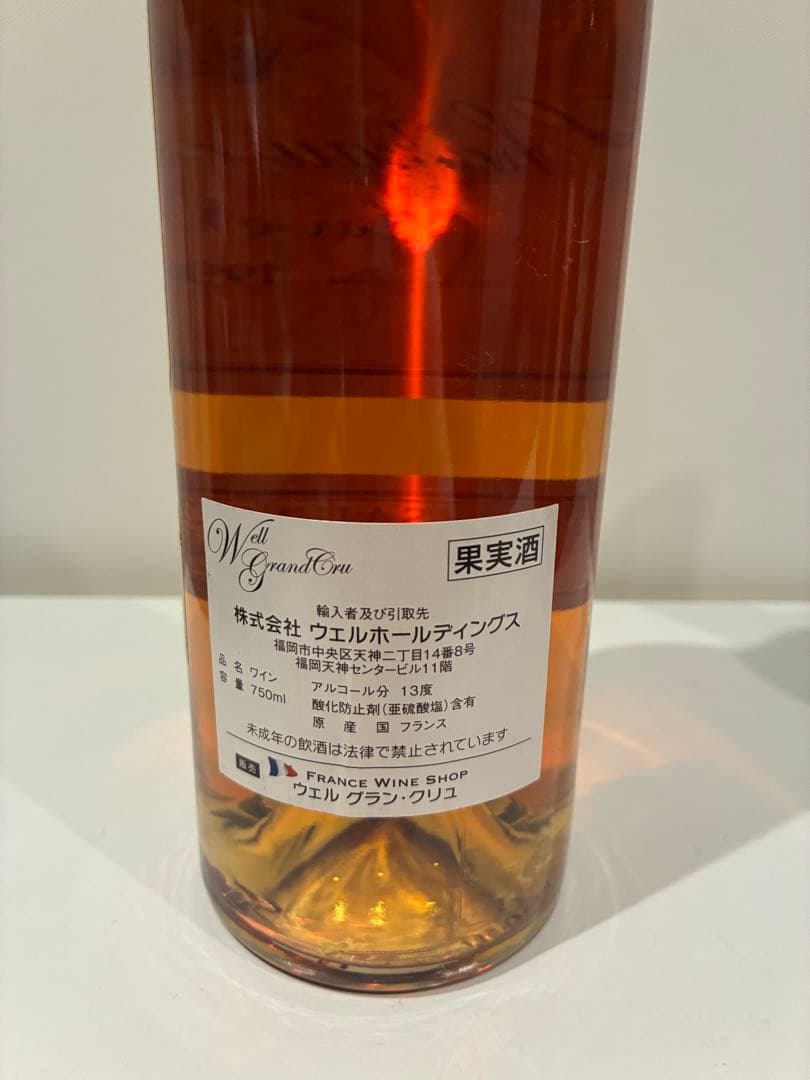 Well
Grand Cru
果実酒
輸入者及び引取先
株式会社 ウェルホールディングス
福岡市中央区天神二丁目14番8号
福岡天神センタービル11階
品名 ワイン
容量 750ml
アルコール分 13度
酸化防止剤(亜硫酸塩)含有
原産国 フランス
未成年の飲酒は法律で禁止されています
販売
FRANCE WINE SHOP
ウェル グラン・クリュ